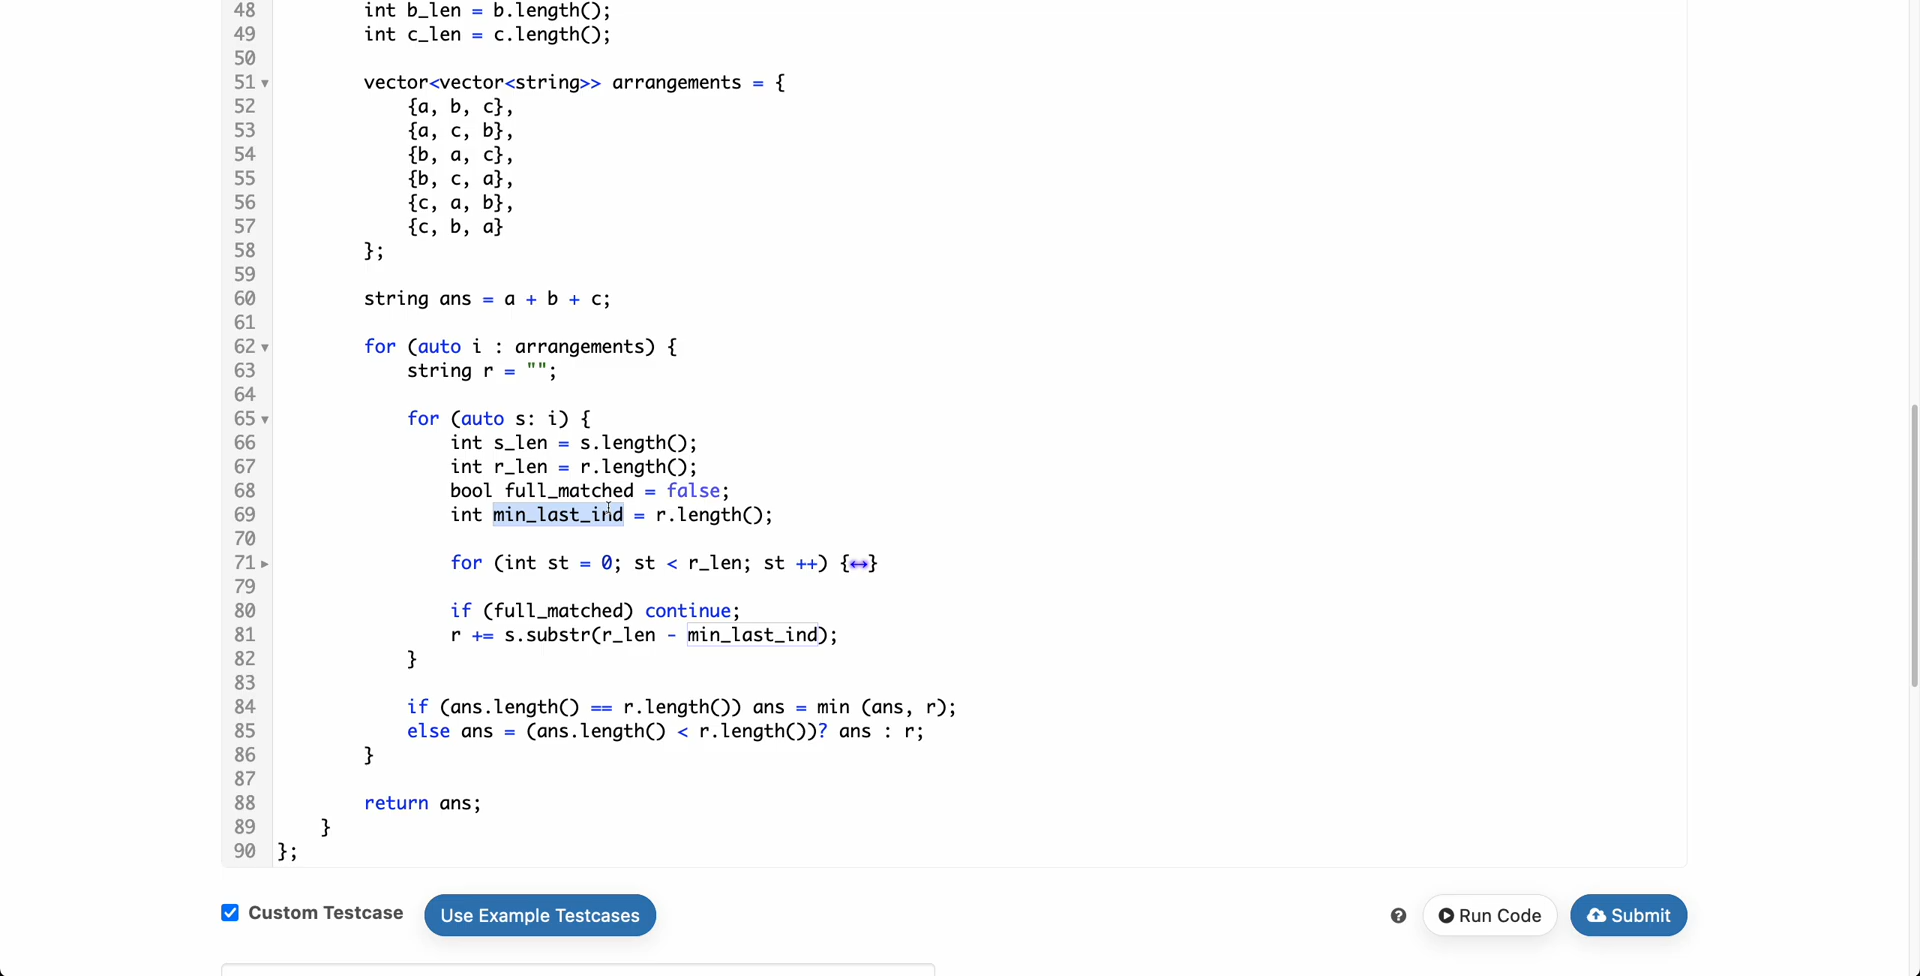 48 int b_len = b.length();
49 int c_len = c.length();
50
51 vector<vector<string>> arrangements = {
52 {a, b, c},
53 {a, c, b},
54 {b, a, c},
55 {b, c, a},
56 {c, a, b},
57 {c, b, a}
58 };
59
60 string ans = a + b + c;
61
62 for (auto i : arrangements) {
63 string r = "";
64
65 for (auto s: i) {
66 int s_len = s.length();
67 int r_len = r.length();
68 bool full_matched = false;
69 int min_last_ind = r.length();
70
71 for (int st = 0; st < r_len; st ++) {↔}
79
80 if (full_matched) continue;
81 r += s.substr(r_len - min_last_ind);
82 }
83
84 if (ans.length() == r.length()) ans = min (ans, r);
85 else ans = (ans.length() < r.length())? ans : r;
86 }
87
88 return ans;
89 }
90 };
Custom Testcase Use Example Testcases ? Run Code Submit